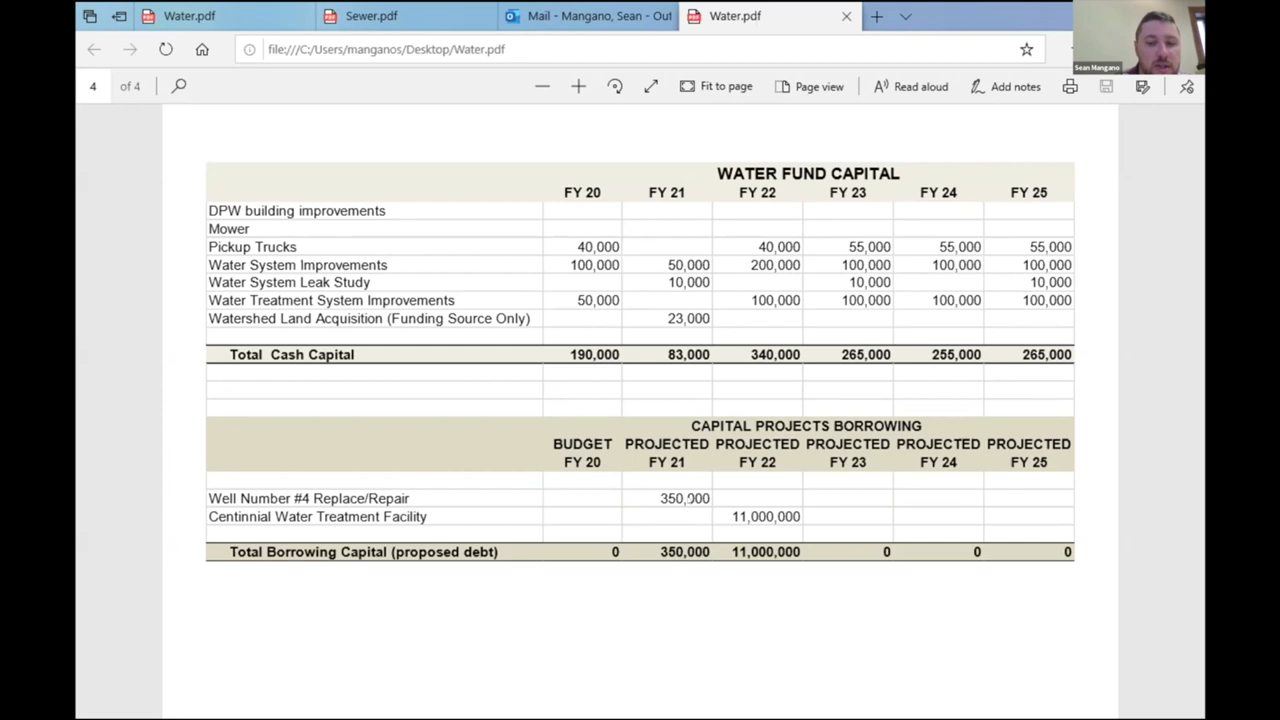 Water.pdf Sewer.pdf Mail - Mangano, Sean - Out Water.pdf
file:///C:/Users/manganos/Desktop/Water.pdf
4 of 4 Fit to page Page view Read aloud Add notes
Sean Mangano
WATER FUND CAPITAL
FY 20 FY 21 FY 22 FY 23 FY 24 FY 25
DPW building improvements
Mower
Pickup Trucks 40,000 40,000 55,000 55,000 55,000
Water System Improvements 100,000 50,000 200,000 100,000 100,000 100,000
Water System Leak Study 10,000 10,000 10,000
Water Treatment System Improvements 50,000 100,000 100,000 100,000 100,000
Watershed Land Acquisition (Funding Source Only) 23,000
Total Cash Capital 190,000 83,000 340,000 265,000 255,000 265,000
CAPITAL PROJECTS BORROWING
BUDGET PROJECTED PROJECTED PROJECTED PROJECTED PROJECTED
FY 20 FY 21 FY 22 FY 23 FY 24 FY 25
Well Number #4 Replace/Repair 350,000
Centinnial Water Treatment Facility 11,000,000
Total Borrowing Capital (proposed debt) 0 350,000 11,000,000 0 0 0